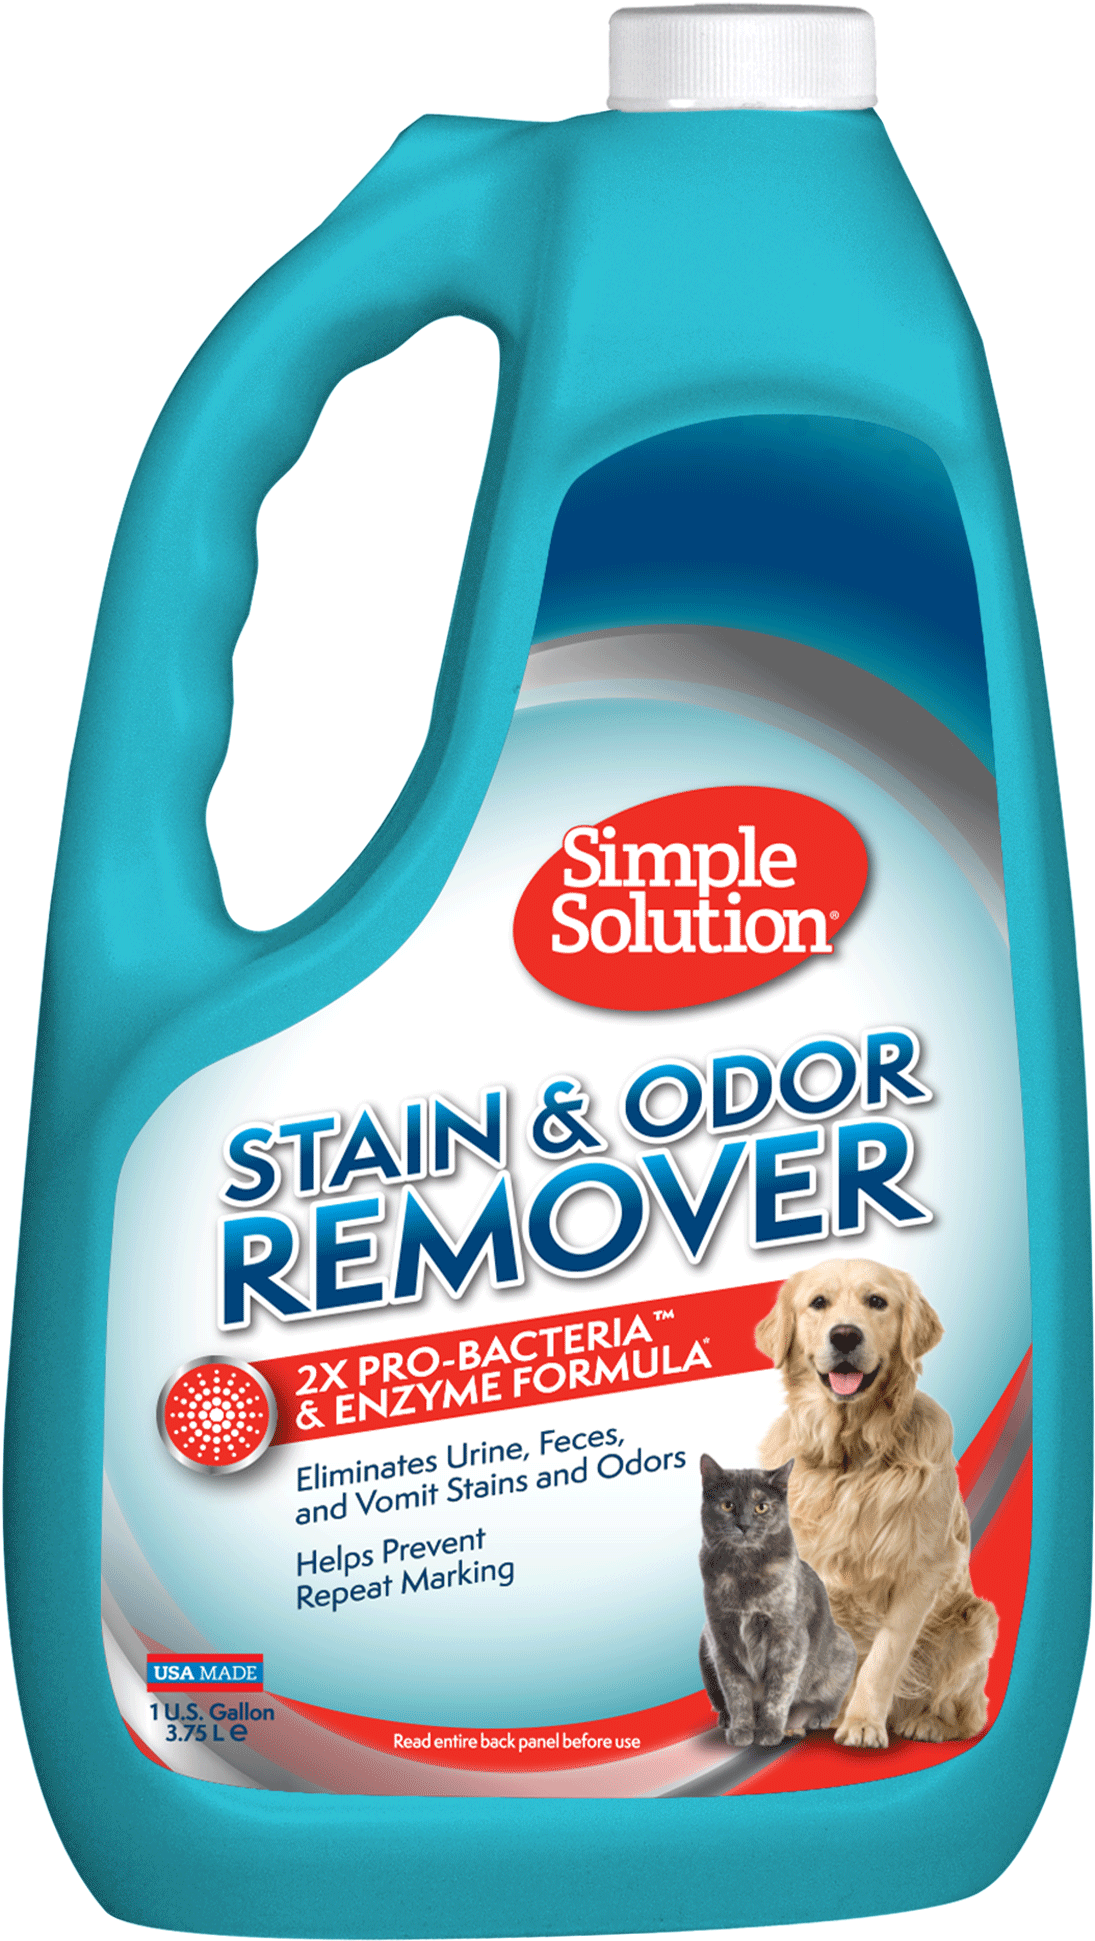 Simple
Solution®
STAIN & ODOR
REMOVER
2X PRO-BACTERIA™
& ENZYME FORMULA*
Eliminates Urine, Feces,
and Vomit Stains and Odors
Helps Prevent
Repeat Marking
USA MADE
1 U.S. Gallon
3.75 L ℮
Read entire back panel before use